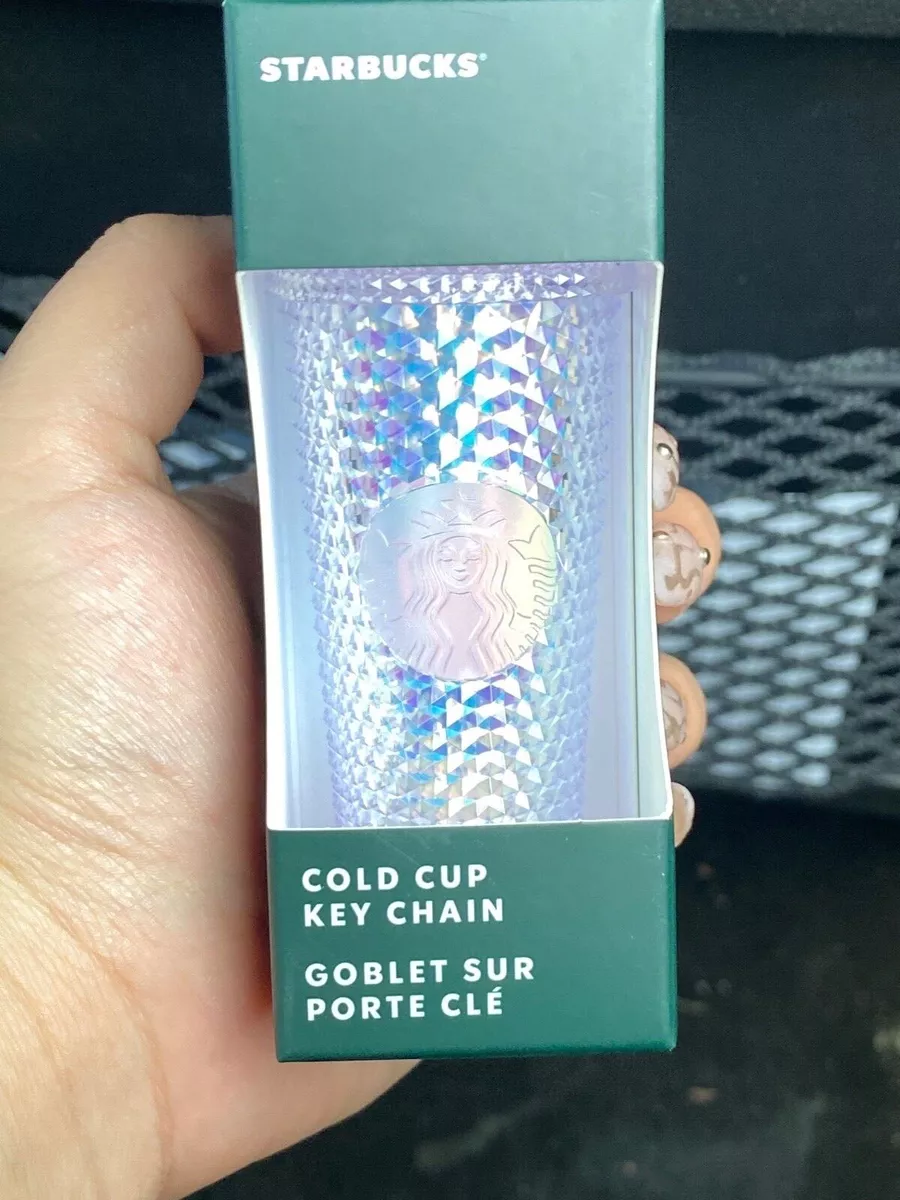 STARBUCKS®
COLD CUP
KEY CHAIN
GOBLET SUR
PORTE CLÉ